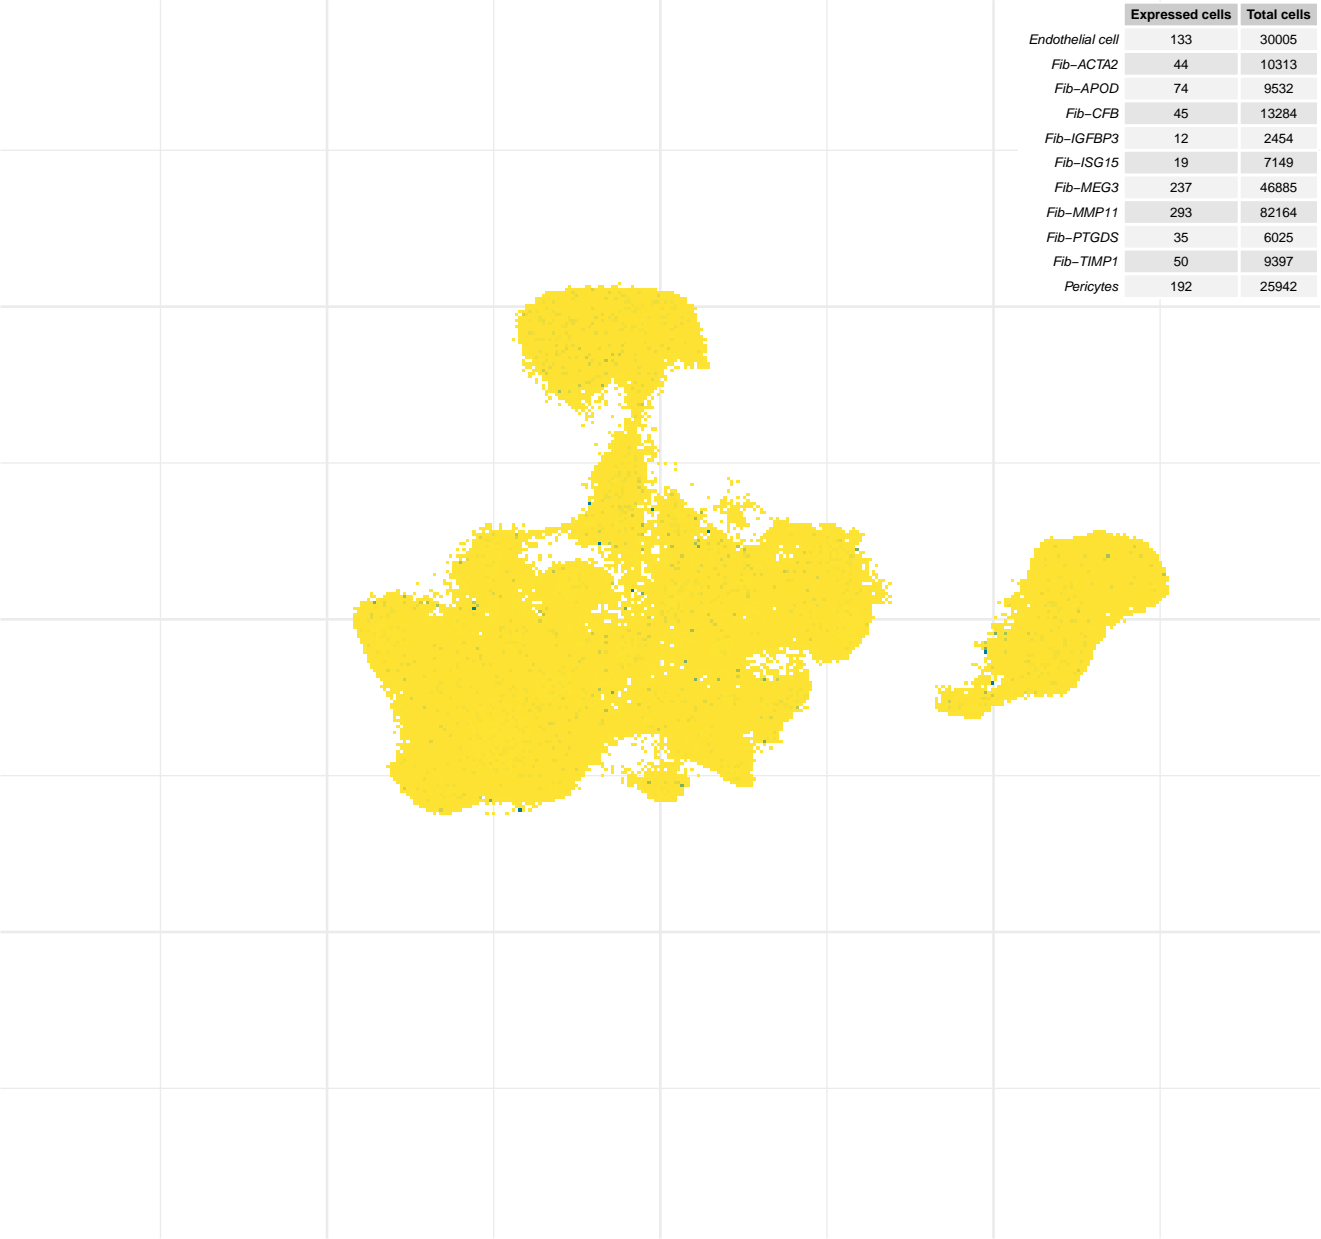 Expressed cells Total cells
Endothelial cell 133 30005
Fib−ACTA2 44 10313
Fib−APOD 74 9532
Fib−CFB 45 13284
Fib−IGFBP3 12 2454
Fib−ISG15 19 7149
Fib−MEG3 237 46885
Fib−MMP11 293 82164
Fib−PTGDS 35 6025
Fib−TIMP1 50 9397
Pericytes 192 25942